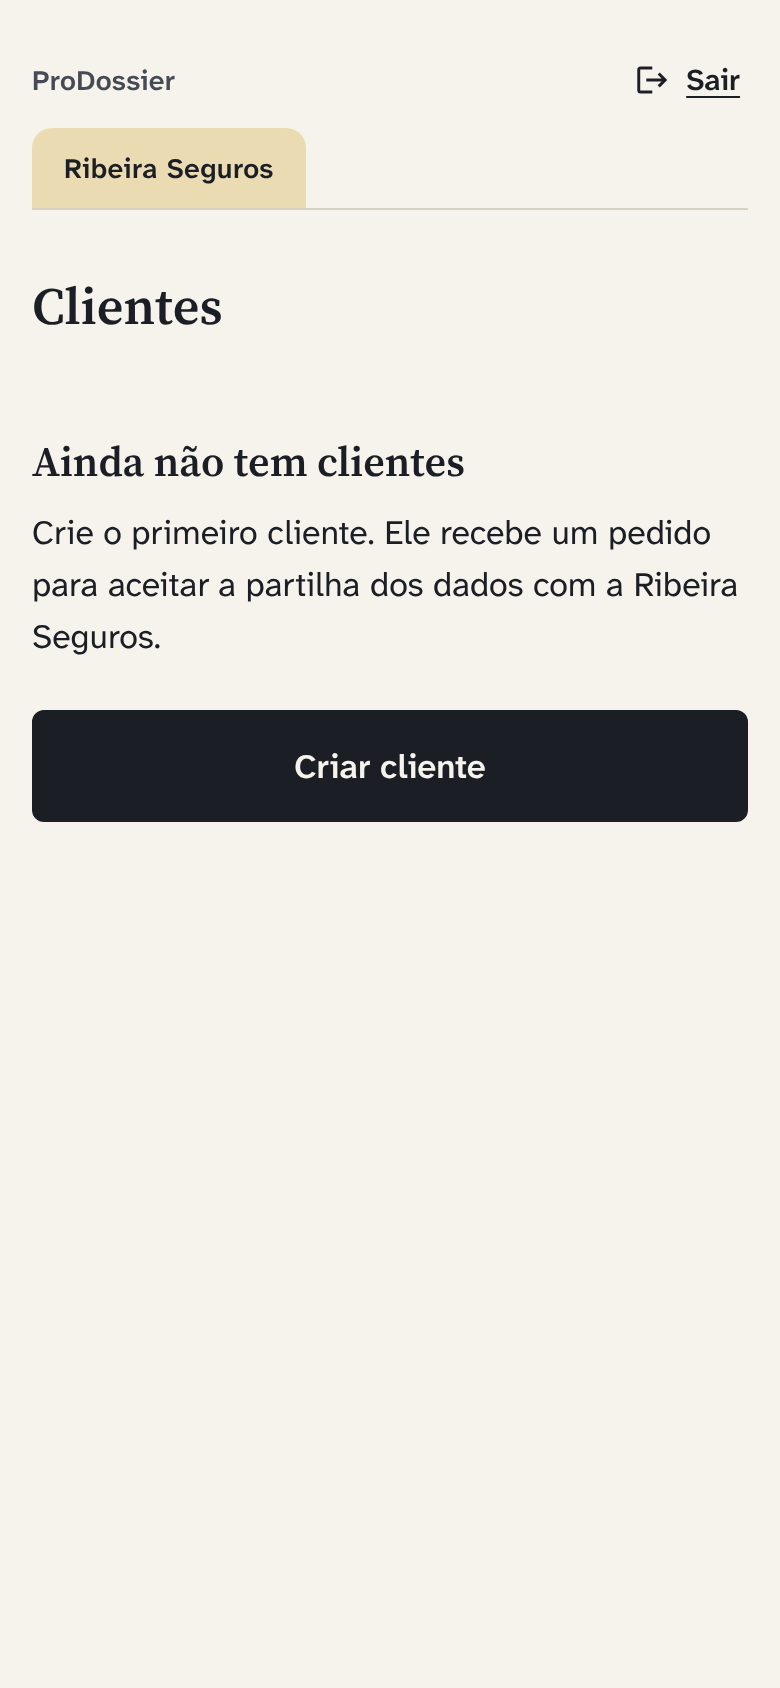 ProDossier
Sair
Ribeira Seguros
Clientes
Ainda não tem clientes
Crie o primeiro cliente. Ele recebe um pedido
para aceitar a partilha dos dados com a Ribeira
Seguros.
Criar cliente